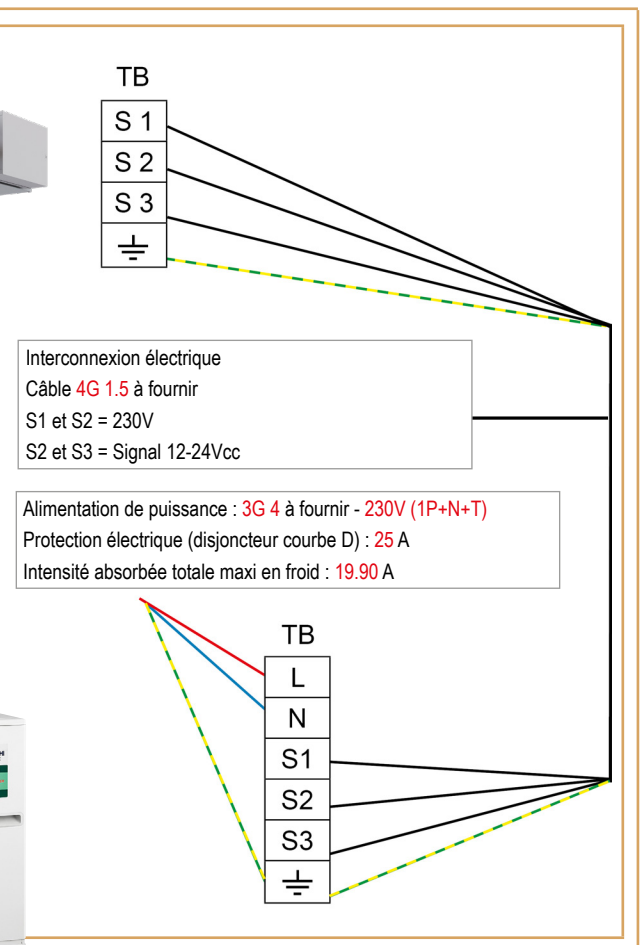 TB
S 1
S 2
S 3
Interconnexion électrique
Câble 4G 1.5 à fournir
S1 et S2 = 230V
S2 et S3 = Signal 12-24Vcc
Alimentation de puissance : 3G 4 à fournir - 230V (1P+N+T)
Protection électrique (disjoncteur courbe D) : 25 A
Intensité absorbée totale maxi en froid : 19.90 A
TB
L
N
S1
S2
S3